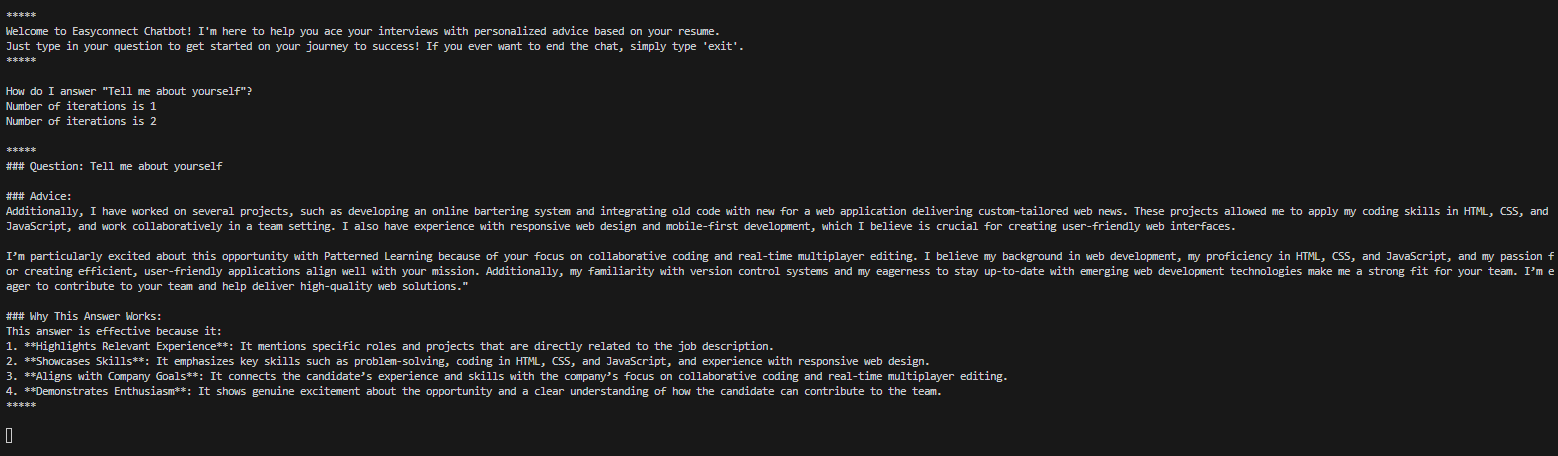 *****
Welcome to Easyconnect Chatbot! I'm here to help you ace your interviews with personalized advice based on your resume.
Just type in your question to get started on your journey to success! If you ever want to end the chat, simply type 'exit'.
*****
How do I answer "Tell me about yourself"?
Number of iterations is 1
Number of iterations is 2
*****
### Question: Tell me about yourself
### Advice:
Additionally, I have worked on several projects, such as developing an online bartering system and integrating old code with new for a web application delivering custom-tailored web news. These projects allowed me to apply my coding skills in HTML, CSS, and
JavaScript, and work collaboratively in a team setting. I also have experience with responsive web design and mobile-first development, which I believe is crucial for creating user-friendly web interfaces.
I’m particularly excited about this opportunity with Patterned Learning because of your focus on collaborative coding and real-time multiplayer editing. I believe my background in web development, my proficiency in HTML, CSS, and JavaScript, and my passion f
or creating efficient, user-friendly applications align well with your mission. Additionally, my familiarity with version control systems and my eagerness to stay up-to-date with emerging web development technologies make me a strong fit for your team. I’m e
ager to contribute to your team and help deliver high-quality web solutions."
### Why This Answer Works:
This answer is effective because it:
1. **Highlights Relevant Experience**: It mentions specific roles and projects that are directly related to the job description.
2. **Showcases Skills**: It emphasizes key skills such as problem-solving, coding in HTML, CSS, and JavaScript, and experience with responsive web design.
3. **Aligns with Company Goals**: It connects the candidate’s experience and skills with the company’s focus on collaborative coding and real-time multiplayer editing.
4. **Demonstrates Enthusiasm**: It shows genuine excitement about the opportunity and a clear understanding of how the candidate can contribute to the team.
*****